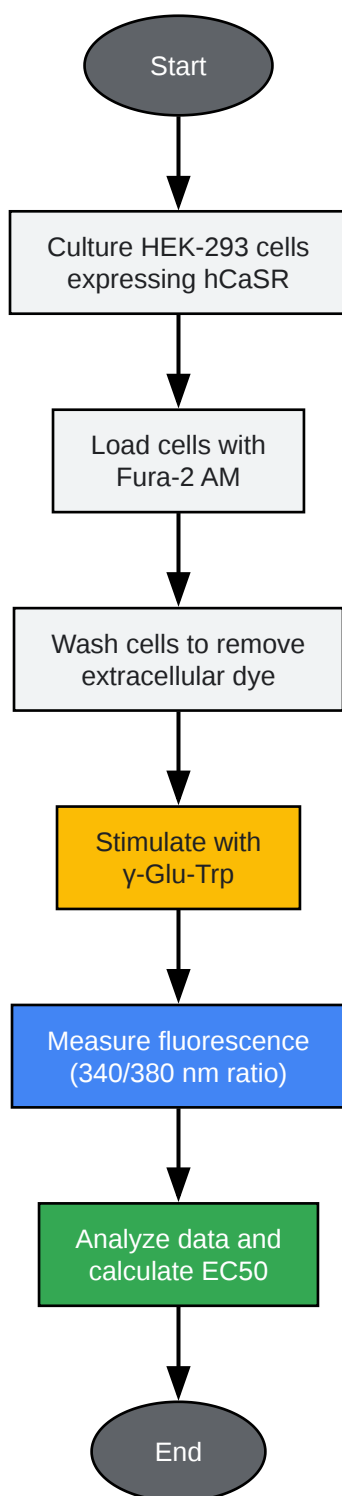 Start
Culture HEK-293 cells
expressing hCaSR
Load cells with
Fura-2 AM
Wash cells to remove
extracellular dye
Stimulate with
γ-Glu-Trp
Measure fluorescence
(340/380 nm ratio)
Analyze data and
calculate EC50
End